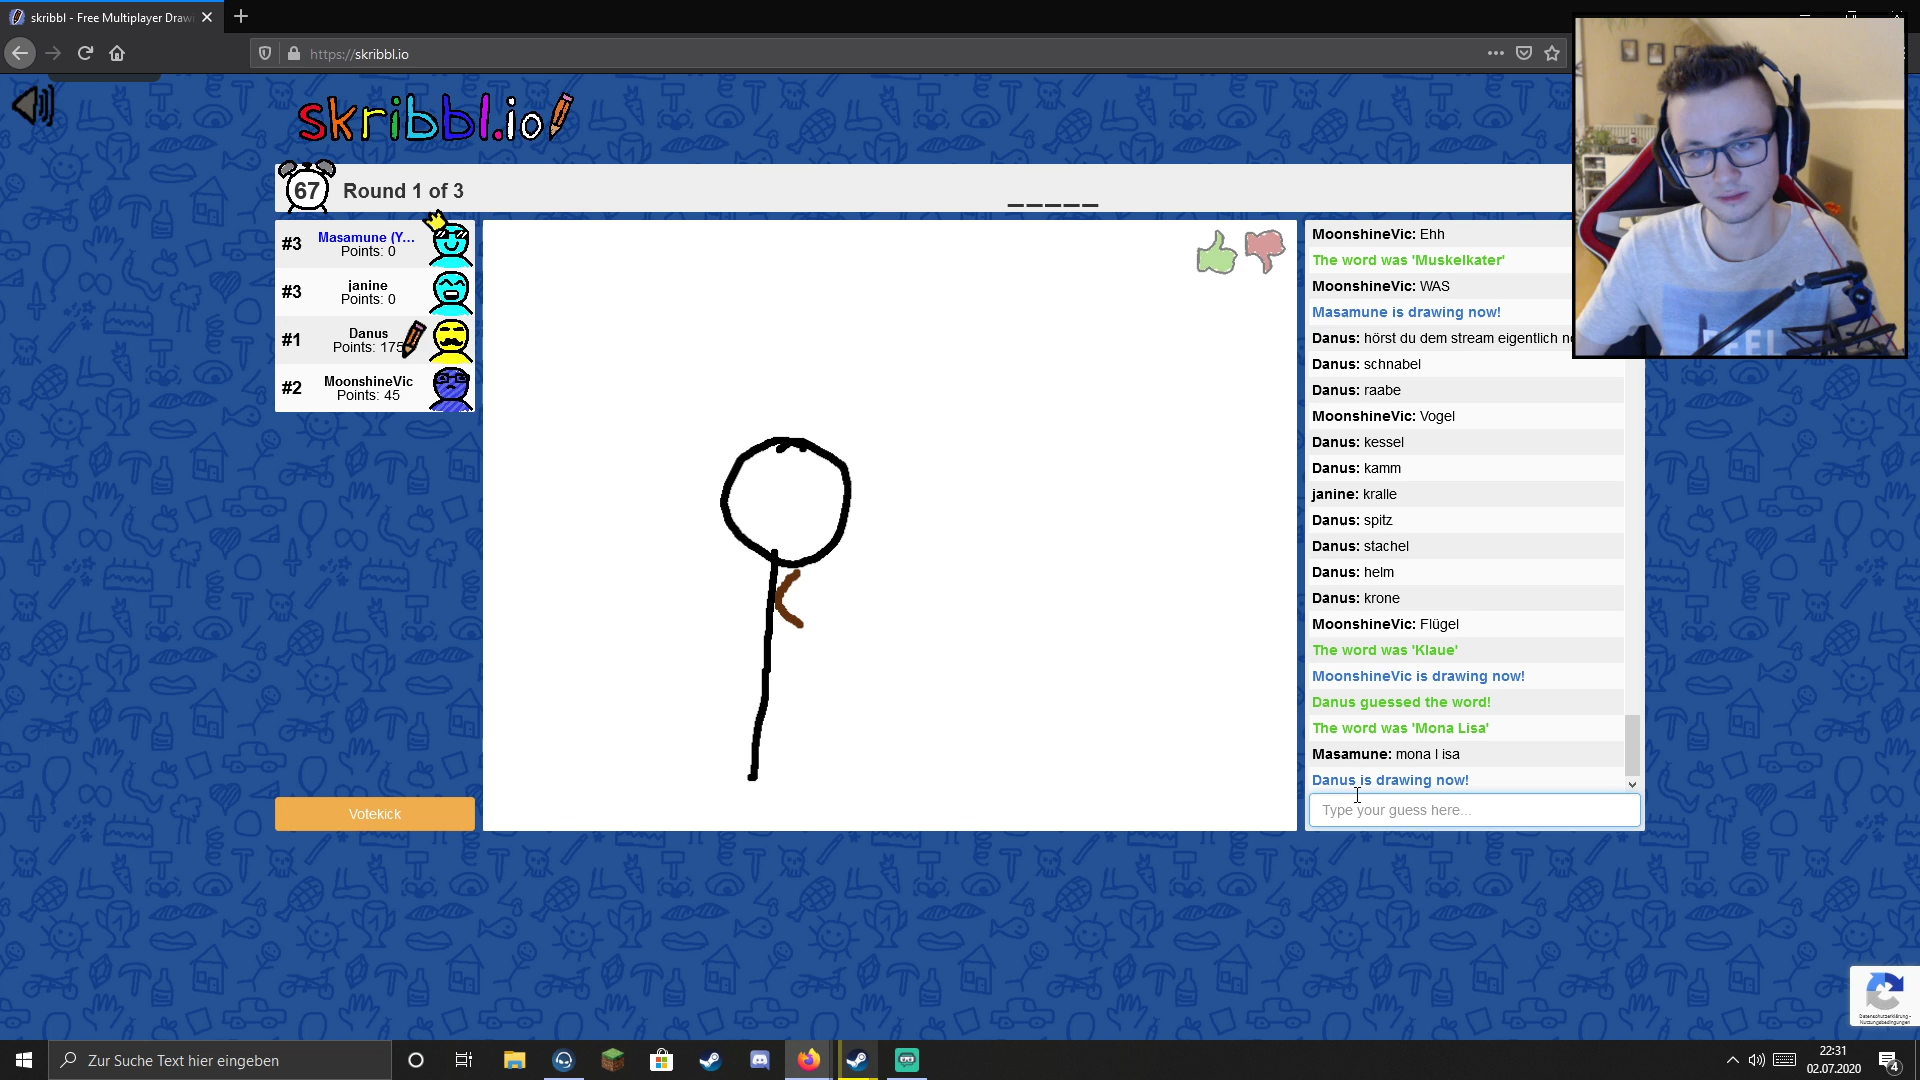 skribbl - Free Multiplayer Draw
https://skribbl.io
skribbl.io
67
Round 1 of 3
_ _ _ _ _
#3
Masamune (Y...
Points: 0
#3
janine
Points: 0
#1
Danus
Points: 175
#2
MoonshineVic
Points: 45
Votekick
MoonshineVic: Ehh
The word was 'Muskelkater'
MoonshineVic: WAS
Masamune is drawing now!
Danus: hörst du dem stream eigentlich
Danus: schnabel
Danus: raabe
MoonshineVic: Vogel
Danus: kessel
Danus: kamm
janine: kralle
Danus: spitz
Danus: stachel
Danus: helm
Danus: krone
MoonshineVic: Flügel
The word was 'Klaue'
MoonshineVic is drawing now!
Danus guessed the word!
The word was 'Mona Lisa'
Masamune: mona l isa
Danus is drawing now!
Type your guess here...
Datenschutzerklärung -
Nutzungsbedingungen
Zur Suche Text hier eingeben
22:31
02.07.2020
4